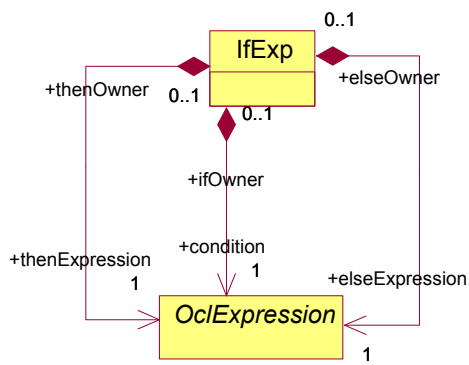 0..1
IfExp
+thenOwner
+elseOwner
0..1
0..1
+ifOwner
+condition
+thenExpression
1
1
+elseExpression
OclExpression
1